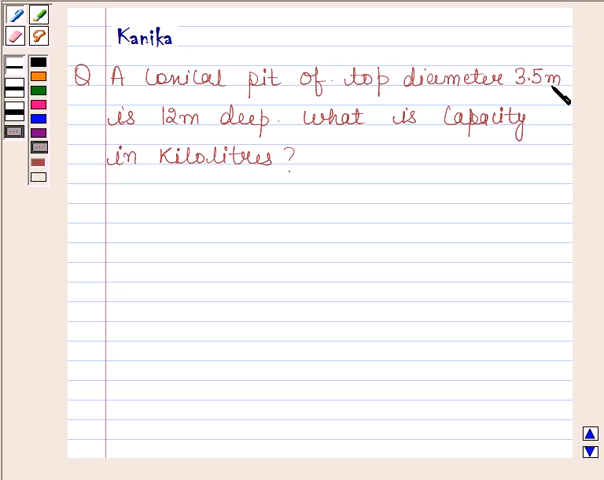 Kanika
Q A Conical pit of top diameter 3.5m
is 12m deep. What is Capacity
in Kilolitres?